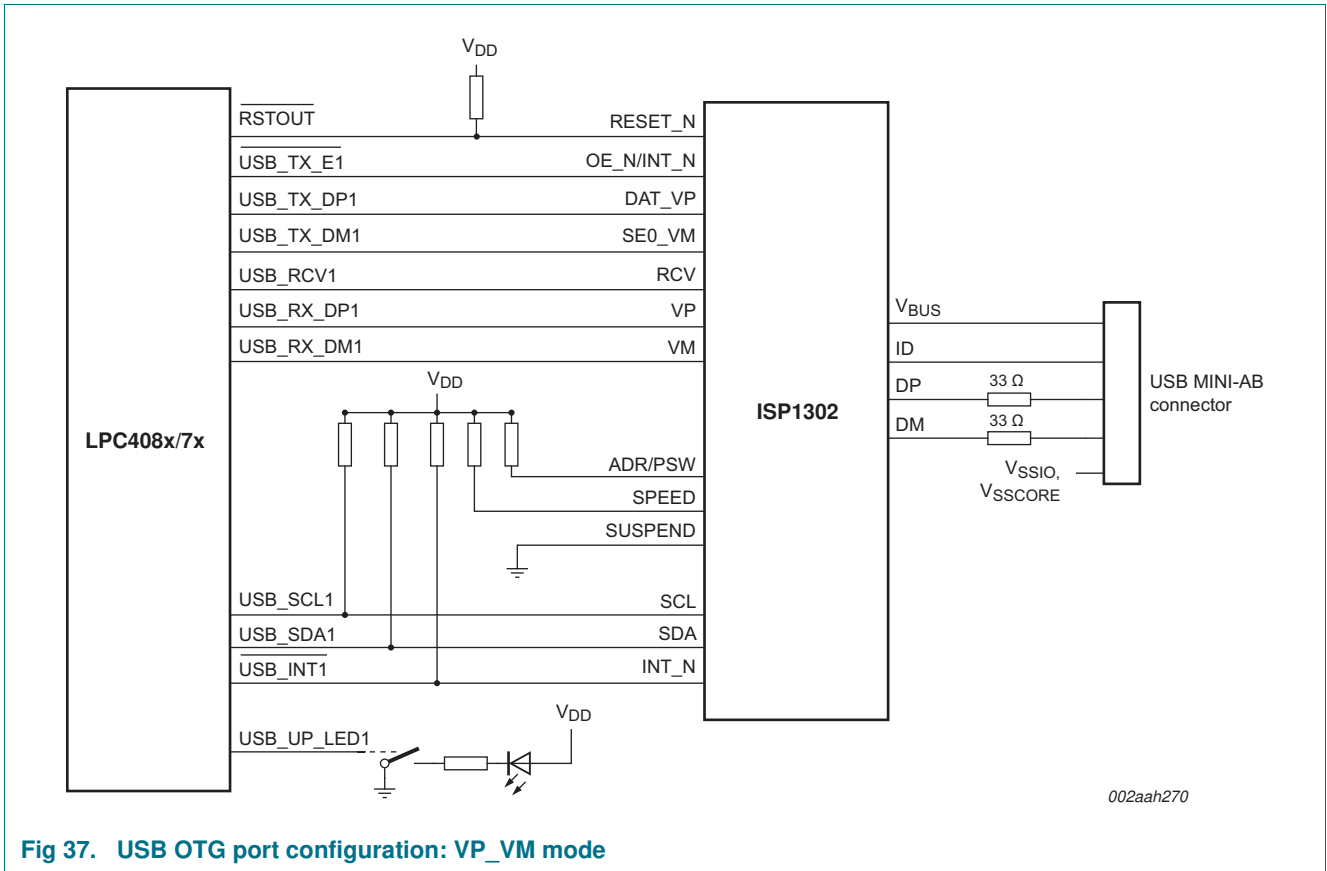 VDD
RSTOUT
RESET_N
USB_TX_E1
OE_N/INT_N
USB_TX_DP1
DAT_VP
USB_TX_DM1
SE0_VM
USB_RCV1
RCV
USB_RX_DP1
VP
USB_RX_DM1
VM
VBUS
ID
DP
33 Ω
DM
33 Ω
USB MINI-AB
connector
VSSIO,
VSSCORE
LPC408x/7x
ISP1302
VDD
ADR/PSW
SPEED
SUSPEND
USB_SCL1
SCL
USB_SDA1
SDA
USB_INT1
INT_N
VDD
USB_UP_LED1
002aah270
Fig 37. USB OTG port configuration: VP_VM mode